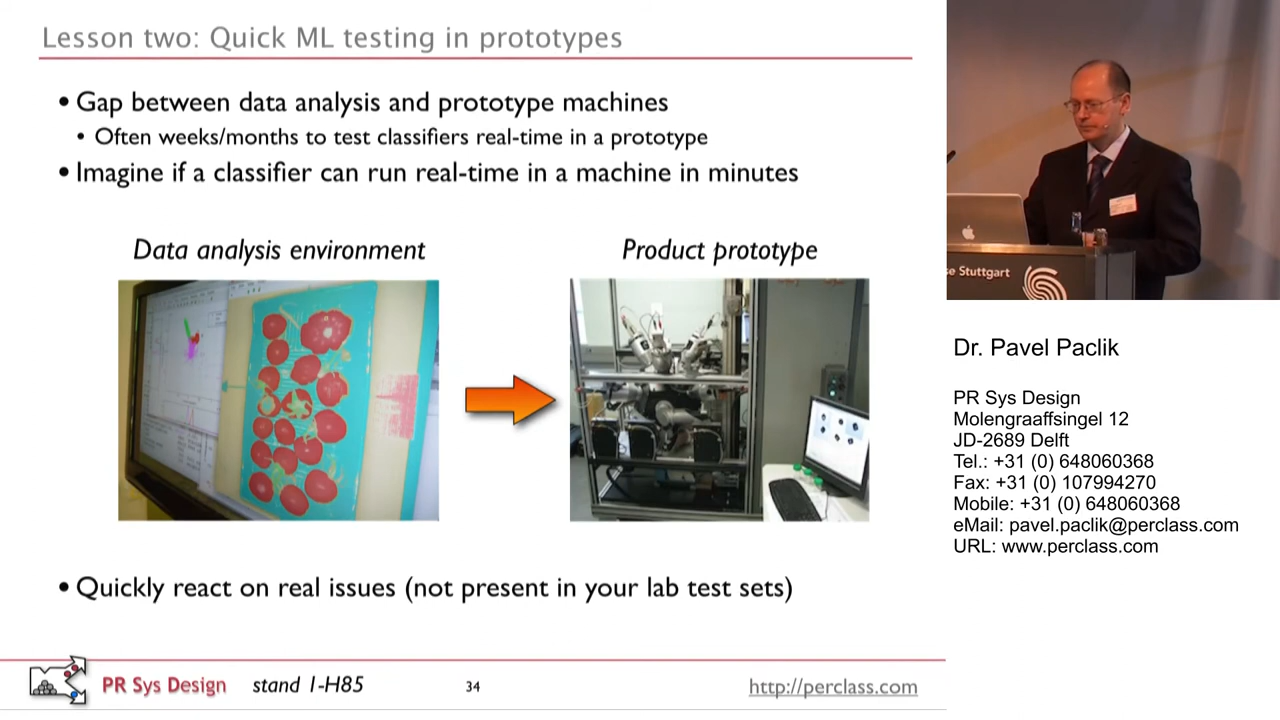 Lesson two: Quick ML testing in prototypes
• Gap between data analysis and prototype machines
• Often weeks/months to test classifiers real-time in a prototype
• Imagine if a classifier can run real-time in a machine in minutes
Data analysis environment
Product prototype
• Quickly react on real issues (not present in your lab test sets)
PR Sys Design
stand 1-H85
34
http://perclass.com
e Stuttgart
Dr. Pavel Paclik
PR Sys Design
Molengraaffsingel 12
JD-2689 Delft
Tel.: +31 (0) 648060368
Fax: +31 (0) 107994270
Mobile: +31 (0) 648060368
eMail: pavel.paclik@perclass.com
URL: www.perclass.com